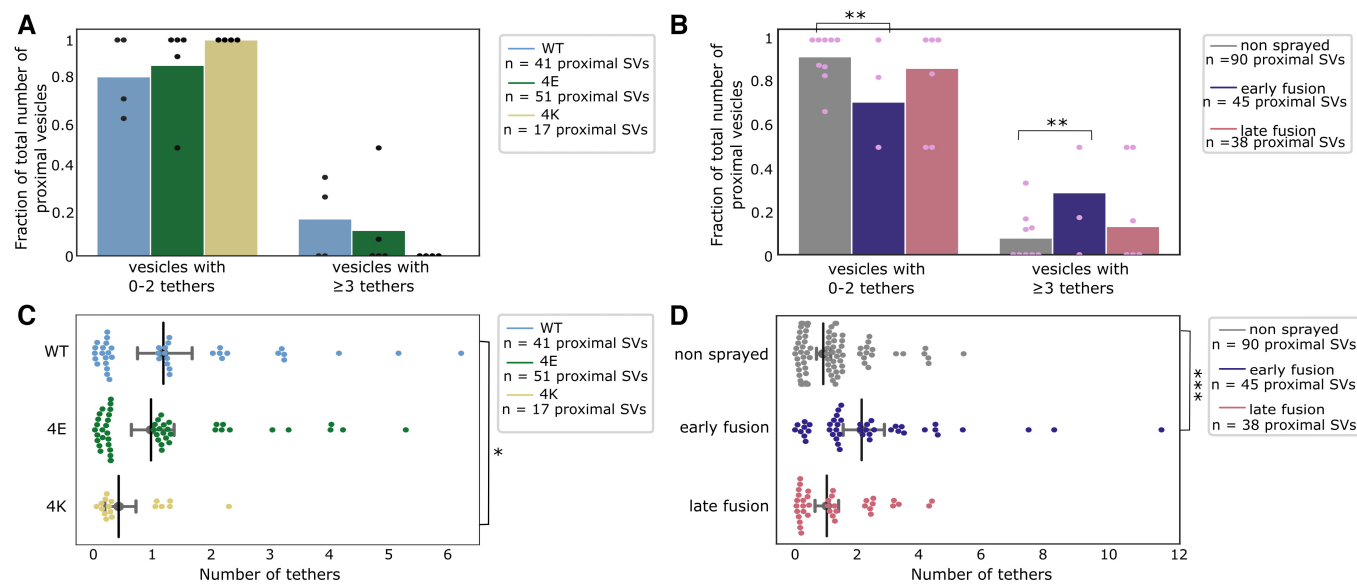 A
Fraction of total number of
proximal vesicles
1
0.8
0.6
0.4
0.2
0
vesicles with
0-2 tethers
vesicles with
≥3 tethers
WT
n = 41 proximal SVs
4E
n = 51 proximal SVs
4K
n = 17 proximal SVs
B
Fraction of total number of
proximal vesicles
1
0.8
0.6
0.4
0.2
0
**
**
vesicles with
0-2 tethers
vesicles with
≥3 tethers
non sprayed
n =90 proximal SVs
early fusion
n = 45 proximal SVs
late fusion
n =38 proximal SVs
C
WT
4E
4K
0 1 2 3 4 5 6
Number of tethers
*
WT
n = 41 proximal SVs
4E
n = 51 proximal SVs
4K
n = 17 proximal SVs
D
non sprayed
early fusion
late fusion
0 2 4 6 8 10 12
Number of tethers
***
non sprayed
n = 90 proximal SVs
early fusion
n = 45 proximal SVs
late fusion
n = 38 proximal SVs